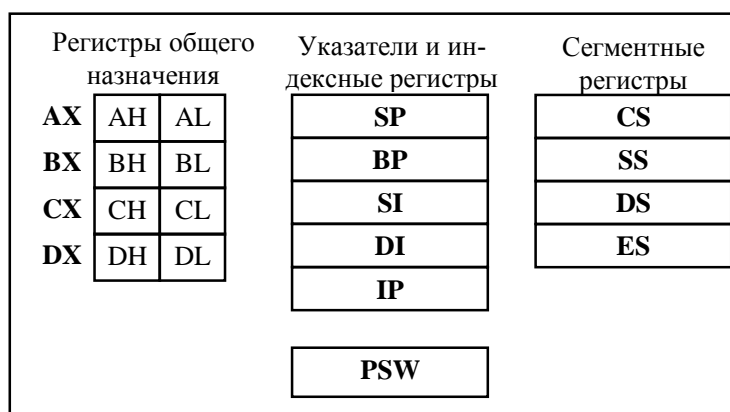 Регистры общего
назначения
AX AH AL
BX BH BL
CX CH CL
DX DH DL
Указатели и ин-
дексные регистры
SP
BP
SI
DI
IP
PSW
Сегментные
регистры
CS
SS
DS
ES